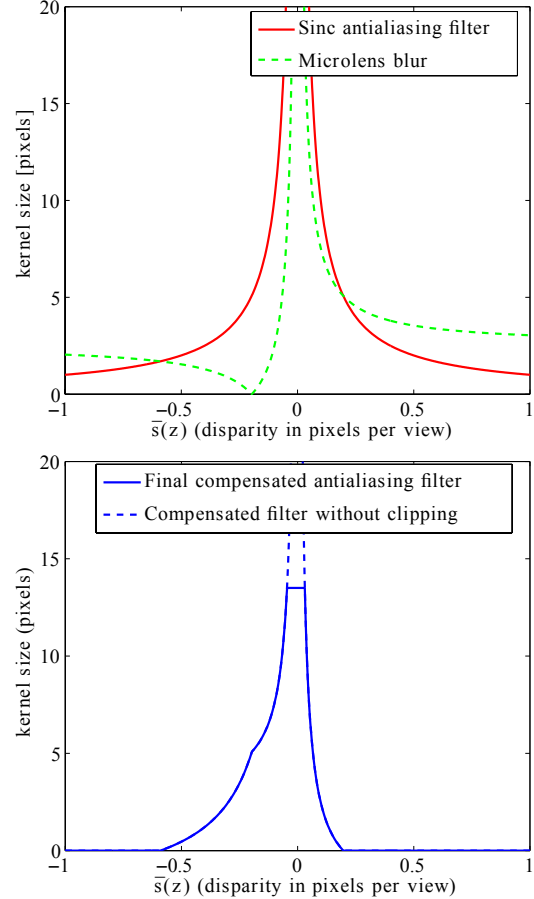 Sinc antialiasing filter
Microlens blur
kernel size [pixels]
20
15
10
5
0
−1
−0.5
0
0.5
1
s̅(z) (disparity in pixels per view)
Final compensated antialiasing filter
Compensated filter without clipping
kernel size (pixels)
20
15
10
5
0
−1
−0.5
0
0.5
1
s̅(z) (disparity in pixels per view)